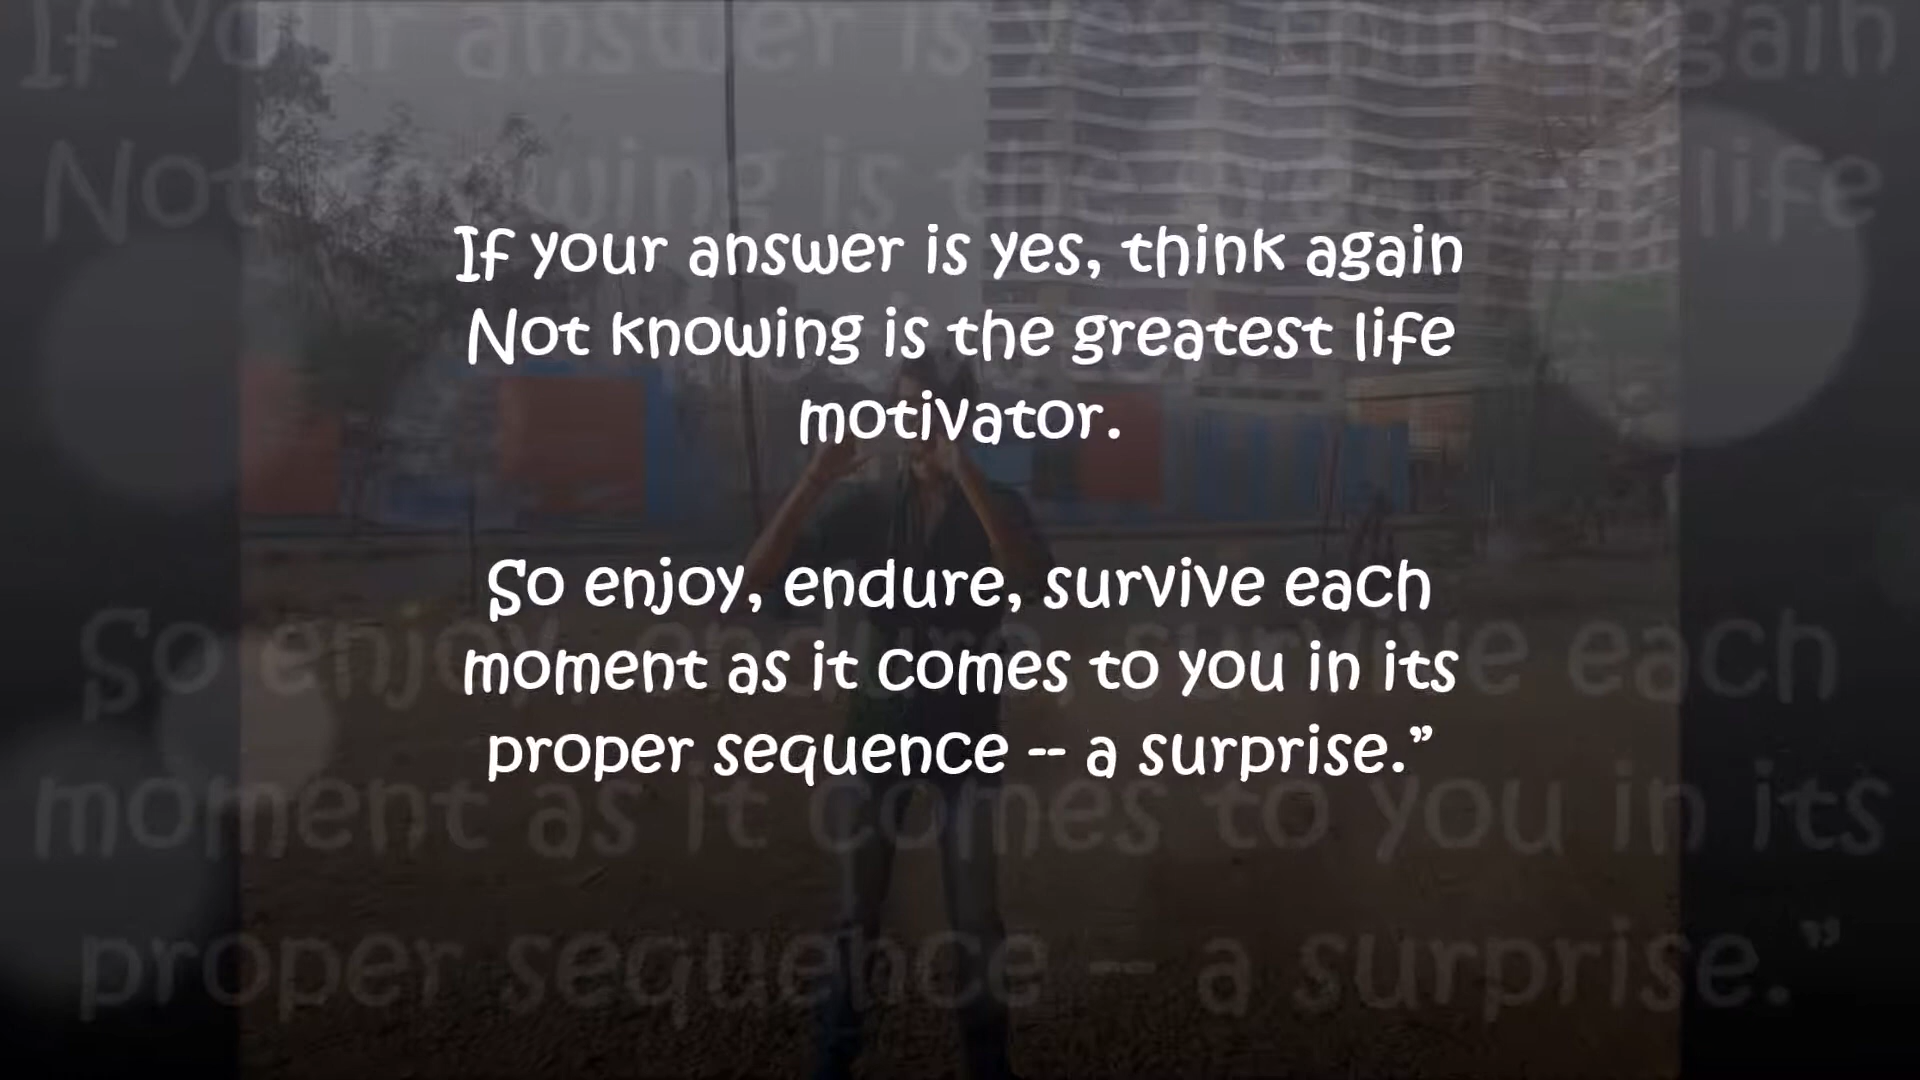 If your answer is yes, think again
Not knowing is the greatest life
motivator.
So enjoy, endure, survive each
moment as it comes to you in its
proper sequence -- a surprise.”